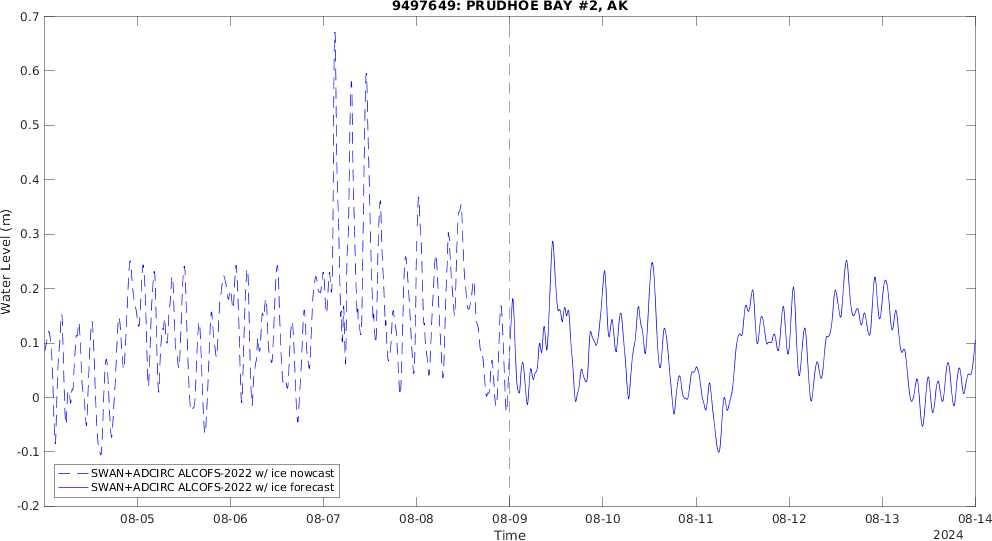 9497649: PRUDHOE BAY #2, AK
0.7
0.6
0.5
0.4
0.3
0.2
0.1
0
-0.1
-0.2
Water Level (m)
SWAN+ADCIRC ALCOFS-2022 w/ ice nowcast
SWAN+ADCIRC ALCOFS-2022 w/ ice forecast
08-05 08-06 08-07 08-08 08-09 08-10 08-11 08-12 08-13 08-14
Time
2024